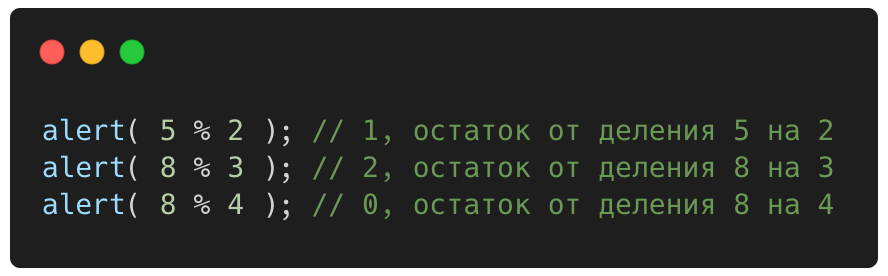 alert( 5 % 2 ); // 1, остаток от деления 5 на 2
alert( 8 % 3 ); // 2, остаток от деления 8 на 3
alert( 8 % 4 ); // 0, остаток от деления 8 на 4